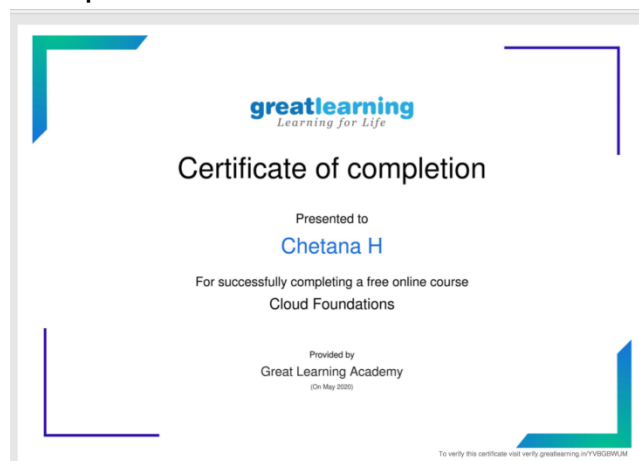 greatlearning
Learning for Life
Certificate of completion
Presented to
Chetana H
For successfully completing a free online course
Cloud Foundations
Provided by
Great Learning Academy
(On May 2020)
To verify this certificate visit verify.greatlearning.in/YVBGBWUM